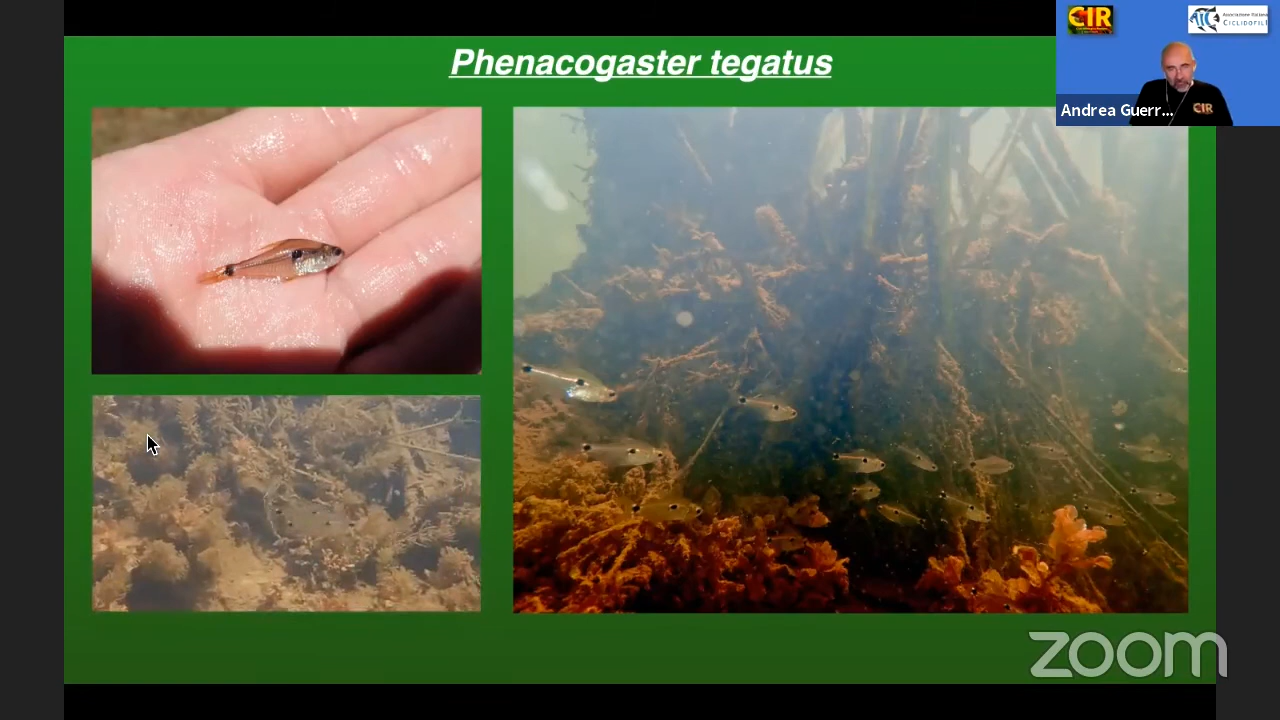 Phenacogaster tegatus
CIR
Associazione Italiana
CICLIDOFILI
Andrea Guerr...
CIR
zoom